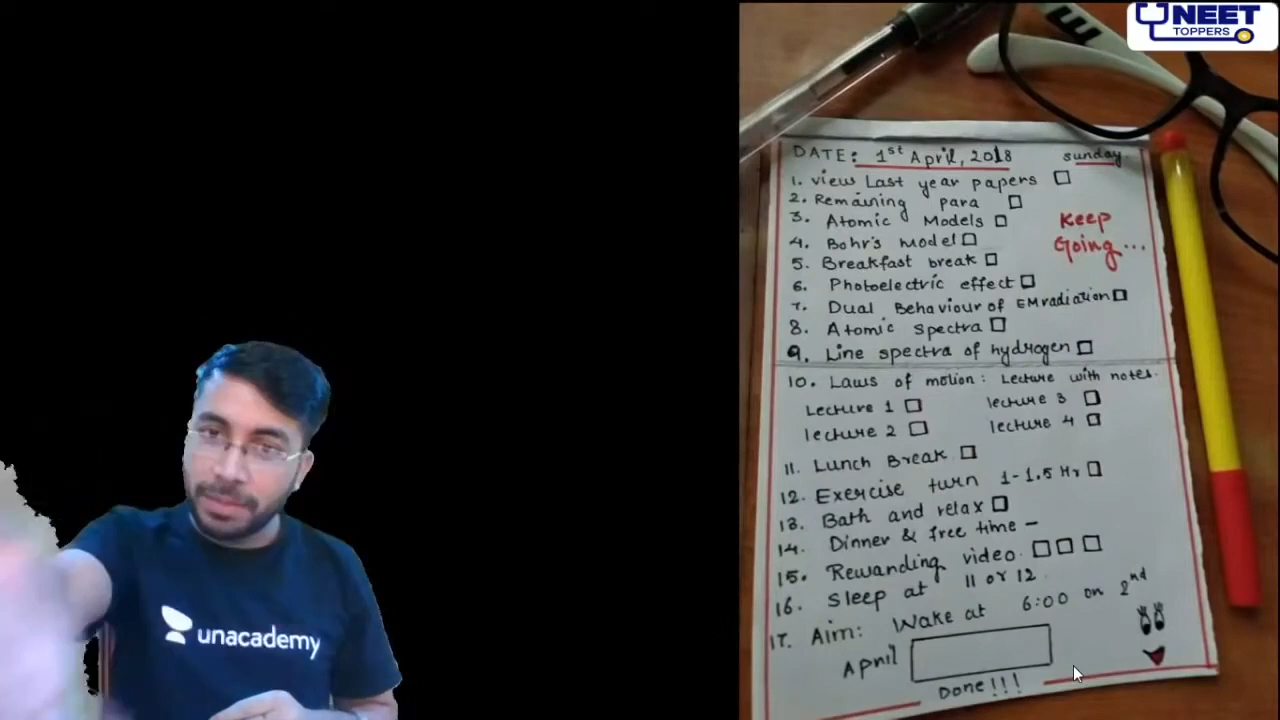 NEET
TOPPERS
DATE: 1st April, 2018 sunday.
1. View Last year papers
2. Remaining para
3. Atomic Models
Keep
4. Bohr's model
Going...
5. Breakfast break
6. Photoelectric effect
7. Dual Behaviour of EM radiation
8. Atomic spectra
9. Line spectra of hydrogen
10. Laws of motion: Lecture with notes.
Lecture 1 lecture 3
lecture 2 lecture 4
11. Lunch Break
12. Exercise turn 1-1.5 Hr
13. Bath and relax
14. Dinner & free time -
15. Rewanding video
16. Sleep at 11 or 12.
17. Aim: Wake at 6:00 on 2nd
April
Done!!!
unacademy